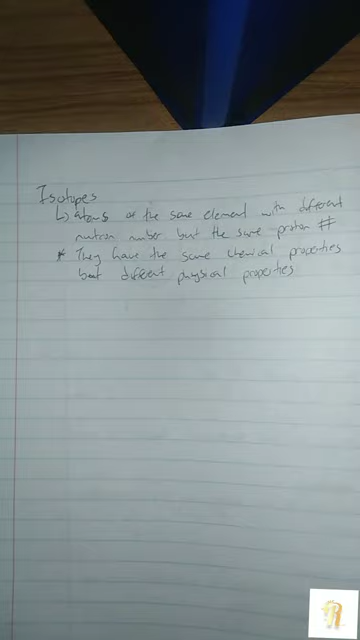 Isotopes
↳ atoms of the same element with different
nutron number but the same proton #
* They have the same chemical properties
but different physical properties